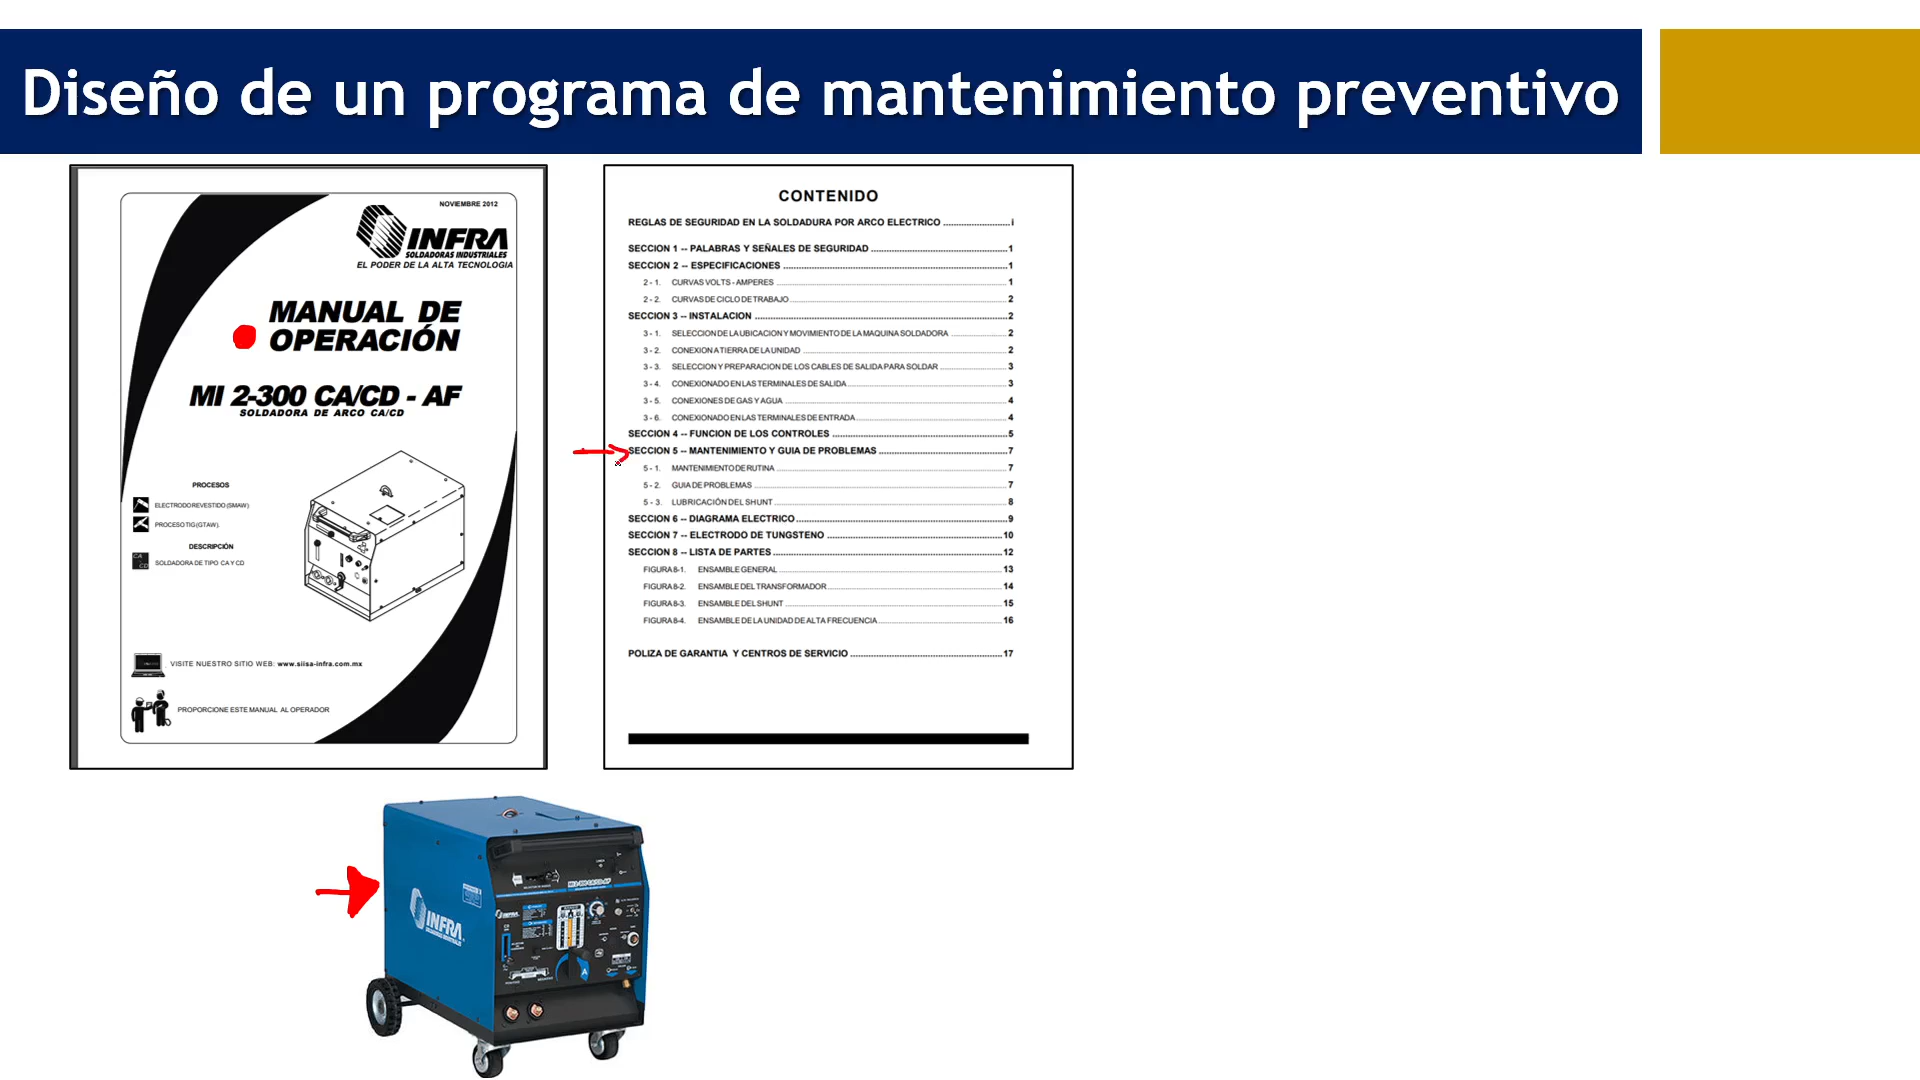 Diseño de un programa de mantenimiento preventivo
NOVIEMBRE 2012
INFRA
SOLDADORAS INDUSTRIALES
EL PODER DE LA ALTA TECNOLOGIA
MANUAL DE
OPERACIÓN
MI 2-300 CA/CD - AF
SOLDADORA DE ARCO CA/CD
PROCESOS
ELECTRODO REVESTIDO (SMAW)
PROCESO TIG (GTAW).
DESCRIPCIÓN
CA
CD
SOLDADORA DE TIPO CA Y CD
VISITE NUESTRO SITIO WEB: www.siisa-infra.com.mx
PROPORCIONE ESTE MANUAL AL OPERADOR
CONTENIDO
REGLAS DE SEGURIDAD EN LA SOLDADURA POR ARCO ELECTRICO ........................ i
SECCION 1 -- PALABRAS Y SEÑALES DE SEGURIDAD ........................ 1
SECCION 2 -- ESPECIFICACIONES ........................ 1
2 - 1. CURVAS VOLTS - AMPERES ........................ 1
2 - 2. CURVAS DE CICLO DE TRABAJO ........................ 2
SECCION 3 -- INSTALACION ........................ 2
3 - 1. SELECCION DE LA UBICACION Y MOVIMIENTO DE LA MAQUINA SOLDADORA ........................ 2
3 - 2. CONEXION A TIERRA DE LA UNIDAD ........................ 2
3 - 3. SELECCION Y PREPARACION DE LOS CABLES DE SALIDA PARA SOLDAR ........................ 3
3 - 4. CONEXIONADO EN LAS TERMINALES DE SALIDA ........................ 3
3 - 5. CONEXIONES DE GAS Y AGUA ........................ 4
3 - 6. CONEXIONADO EN LAS TERMINALES DE ENTRADA ........................ 4
SECCION 4 -- FUNCION DE LOS CONTROLES ........................ 5
SECCION 5 -- MANTENIMIENTO Y GUIA DE PROBLEMAS ........................ 7
5 - 1. MANTENIMIENTO DE RUTINA ........................ 7
5 - 2. GUIA DE PROBLEMAS ........................ 7
5 - 3. LUBRICACIÓN DEL SHUNT ........................ 8
SECCION 6 -- DIAGRAMA ELECTRICO ........................ 9
SECCION 7 -- ELECTRODO DE TUNGSTENO ........................ 10
SECCION 8 -- LISTA DE PARTES ........................ 12
FIGURA 8-1. ENSAMBLE GENERAL ........................ 13
FIGURA 8-2. ENSAMBLE DEL TRANSFORMADOR ........................ 14
FIGURA 8-3. ENSAMBLE DEL SHUNT ........................ 15
FIGURA 8-4. ENSAMBLE DE LA UNIDAD DE ALTA FRECUENCIA ........................ 16
POLIZA DE GARANTIA Y CENTROS DE SERVICIO ........................ 17
MI 2-300 CA/CD-AF
INFRA
INFRA
SOLDADORAS INDUSTRIALES
A